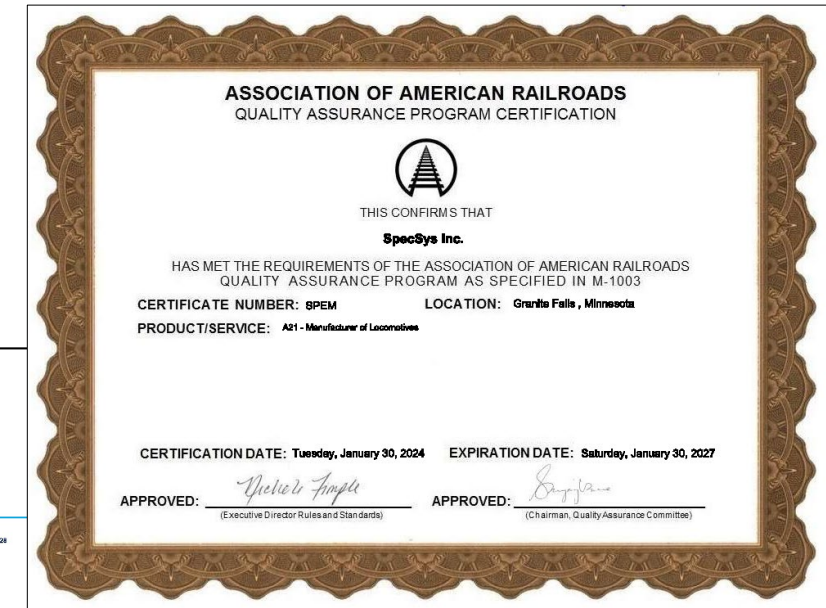 ASSOCIATION OF AMERICAN RAILROADS
QUALITY ASSURANCE PROGRAM CERTIFICATION
THIS CONFIRMS THAT
SpecSys Inc.
HAS MET THE REQUIREMENTS OF THE ASSOCIATION OF AMERICAN RAILROADS
QUALITY ASSURANCE PROGRAM AS SPECIFIED IN M-1003
CERTIFICATE NUMBER: SPEM LOCATION: Granite Falls , Minnesota
PRODUCT/SERVICE: A21 - Manufacturer of Locomotives
CERTIFICATION DATE: Tuesday, January 30, 2024 EXPIRATION DATE: Saturday, January 30, 2027
APPROVED: APPROVED:
(Executive Director Rules and Standards) (Chairman, Quality Assurance Committee)
28